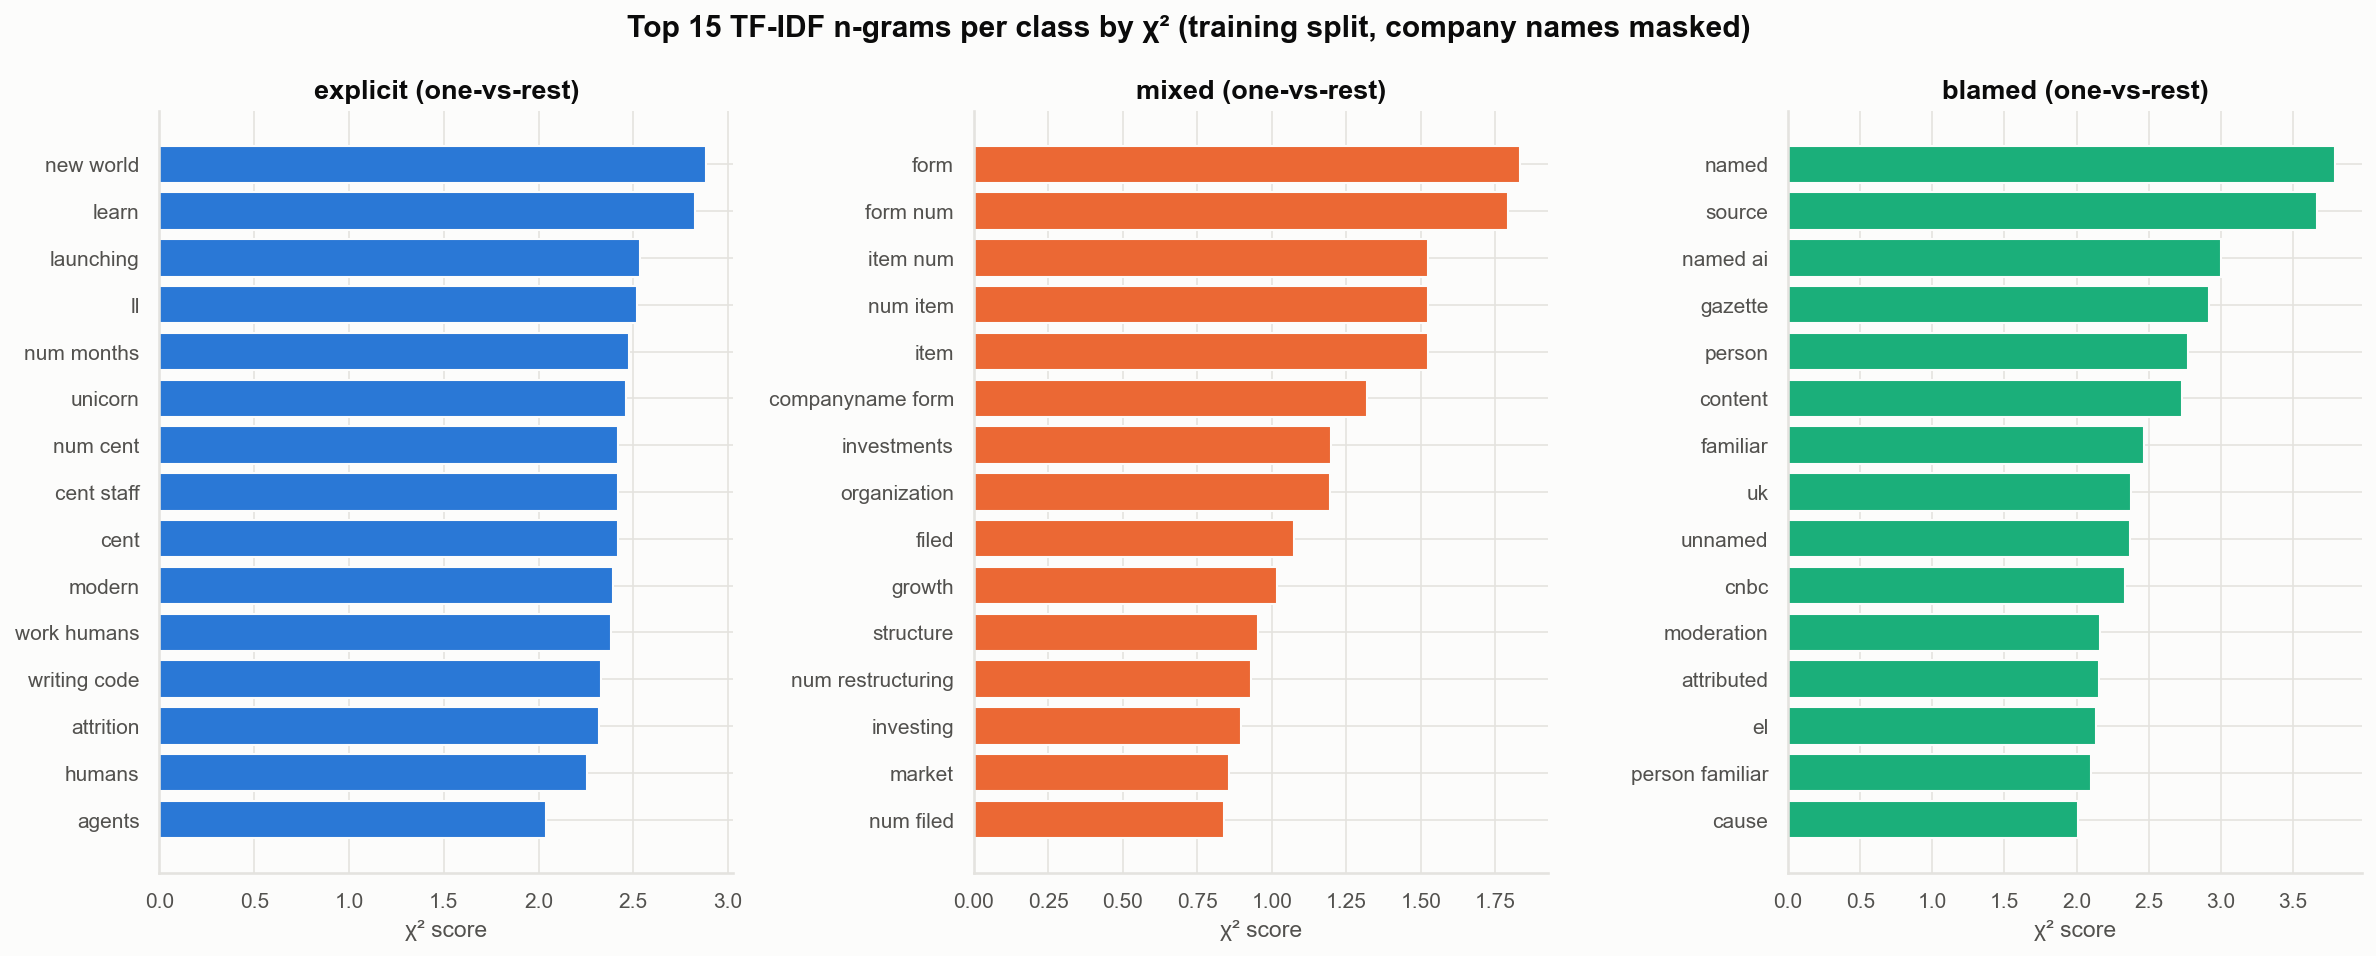 Top 15 TF-IDF n-grams per class by χ² (training split, company names masked)
explicit (one-vs-rest)
new world
learn
launching
ll
num months
unicorn
num cent
cent staff
cent
modern
work humans
writing code
attrition
humans
agents
0.0 0.5 1.0 1.5 2.0 2.5 3.0
χ² score
mixed (one-vs-rest)
form
form num
item num
num item
item
companyname form
investments
organization
filed
growth
structure
num restructuring
investing
market
num filed
0.00 0.25 0.50 0.75 1.00 1.25 1.50 1.75
χ² score
blamed (one-vs-rest)
named
source
named ai
gazette
person
content
familiar
uk
unnamed
cnbc
moderation
attributed
el
person familiar
cause
0.0 0.5 1.0 1.5 2.0 2.5 3.0 3.5
χ² score